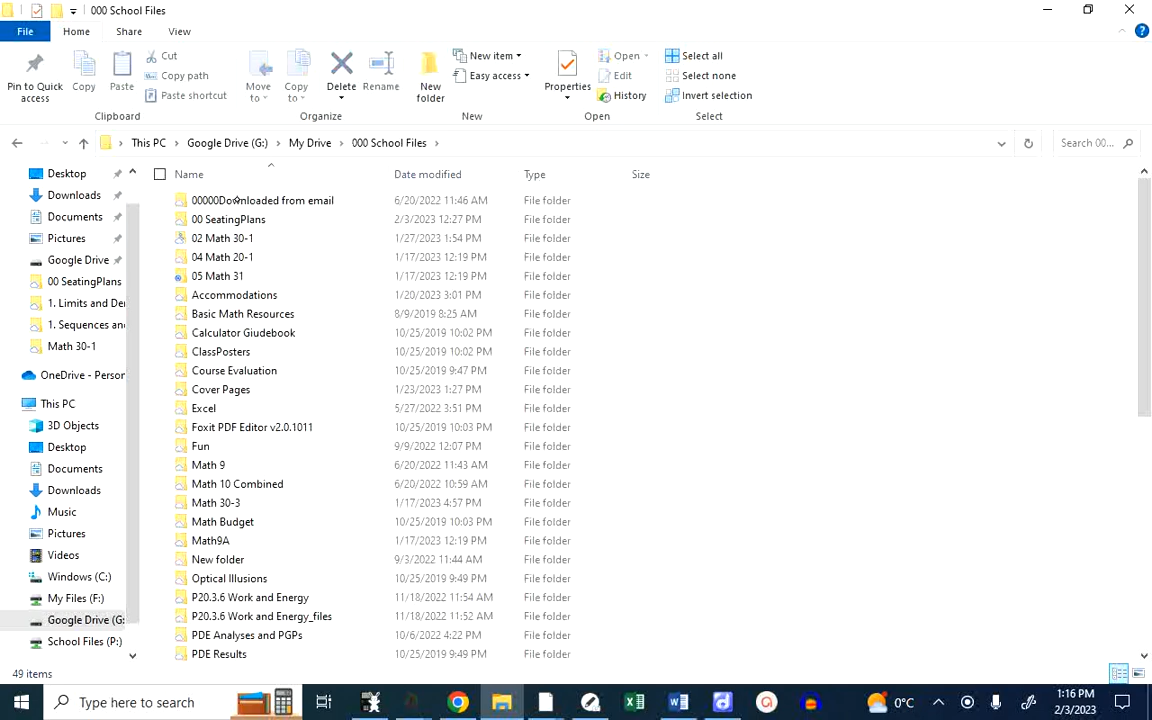 000 School Files
File Home Share View
Cut
Copy path
Paste shortcut
Pin to Quick access
Copy
Paste
Clipboard
Move to
Copy to
Delete
Rename
Organize
New folder
New item
Easy access
New
Properties
Open
Edit
History
Open
Select all
Select none
Invert selection
Select
This PC > Google Drive (G:) > My Drive > 000 School Files >
Search 00...
Desktop
Downloads
Documents
Pictures
Google Drive
00 SeatingPlans
1. Limits and Der
1. Sequences and
Math 30-1
OneDrive - Person
This PC
3D Objects
Desktop
Documents
Downloads
Music
Pictures
Videos
Windows (C:)
My Files (F:)
Google Drive (G:
School Files (P:)
Name Date modified Type Size
00000Downloaded from email 6/20/2022 11:46 AM File folder
00 SeatingPlans 2/3/2023 12:27 PM File folder
02 Math 30-1 1/27/2023 1:54 PM File folder
04 Math 20-1 1/17/2023 12:19 PM File folder
05 Math 31 1/17/2023 12:19 PM File folder
Accommodations 1/20/2023 3:01 PM File folder
Basic Math Resources 8/9/2019 8:25 AM File folder
Calculator Giudebook 10/25/2019 10:02 PM File folder
ClassPosters 10/25/2019 10:02 PM File folder
Course Evaluation 10/25/2019 9:47 PM File folder
Cover Pages 1/23/2023 1:27 PM File folder
Excel 5/27/2022 3:51 PM File folder
Foxit PDF Editor v2.0.1011 10/25/2019 10:03 PM File folder
Fun 9/9/2022 12:07 PM File folder
Math 9 6/20/2022 11:43 AM File folder
Math 10 Combined 6/20/2022 10:59 AM File folder
Math 30-3 1/17/2023 4:57 PM File folder
Math Budget 10/25/2019 10:03 PM File folder
Math9A 1/17/2023 12:19 PM File folder
New folder 9/3/2022 11:44 AM File folder
Optical Illusions 10/25/2019 9:49 PM File folder
P20.3.6 Work and Energy 11/18/2022 11:54 AM File folder
P20.3.6 Work and Energy_files 11/18/2022 11:52 AM File folder
PDE Analyses and PGPs 10/6/2022 4:22 PM File folder
PDE Results 10/25/2019 9:49 PM File folder
49 items
Type here to search
0°C
1:16 PM
2/3/2023